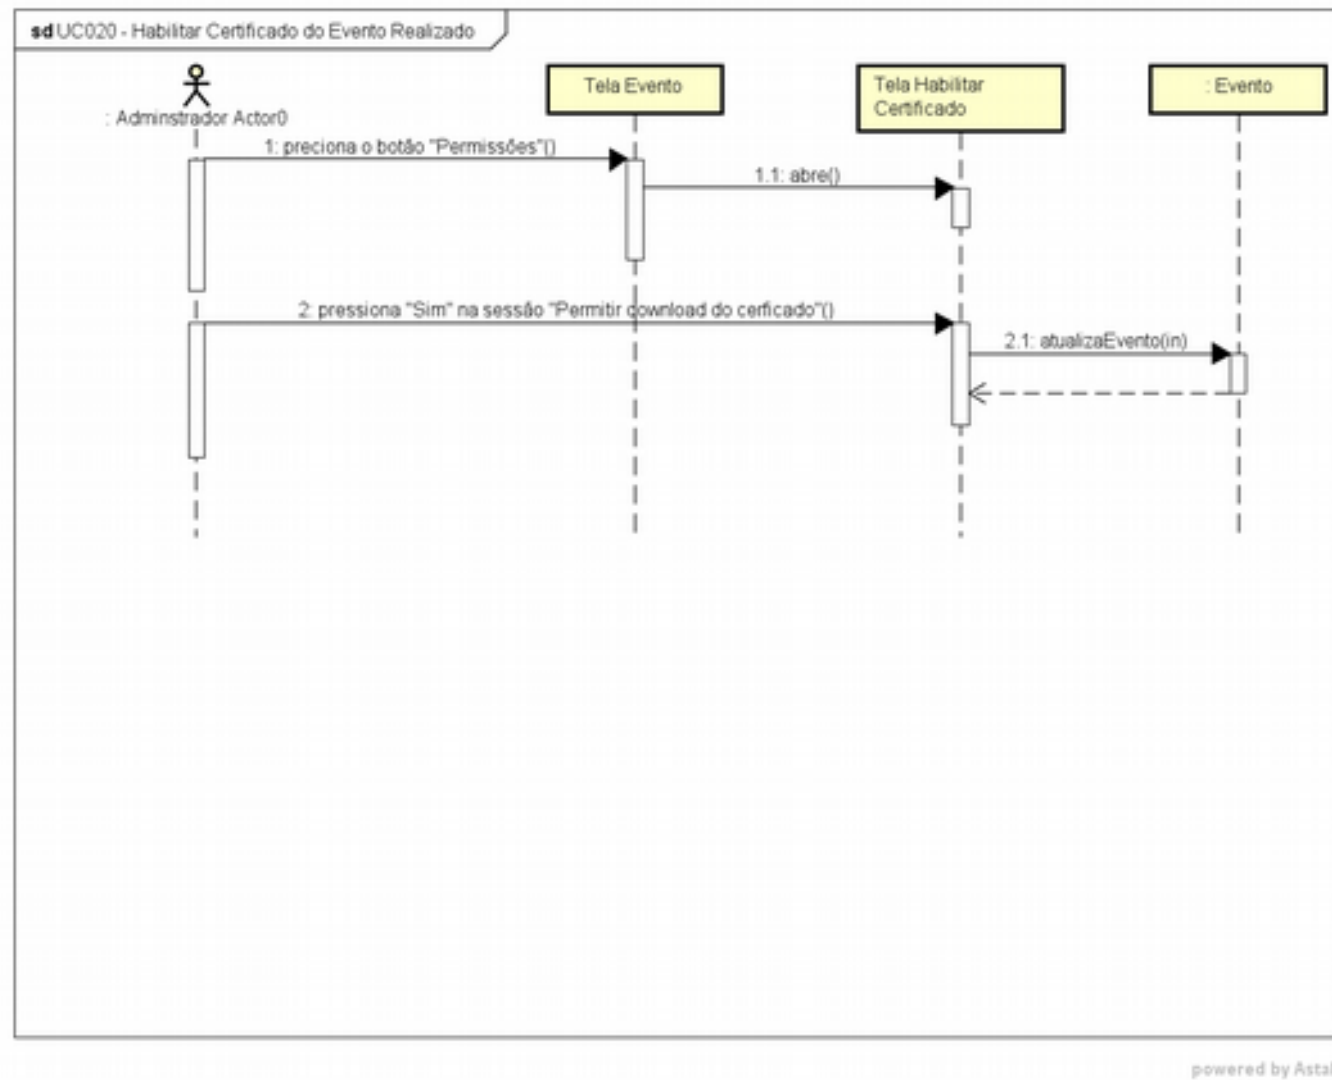 sd UC020 - Habilitar Certificado do Evento Realizado
: Adminstrador Actor0
Tela Evento
Tela Habilitar
Certificado
: Evento
1: preciona o botão "Permissões"()
1.1: abre()
2: pressiona "Sim" na sessão "Permitir download do cerficado"()
2.1: atualizaEvento(in)
powered by Asta